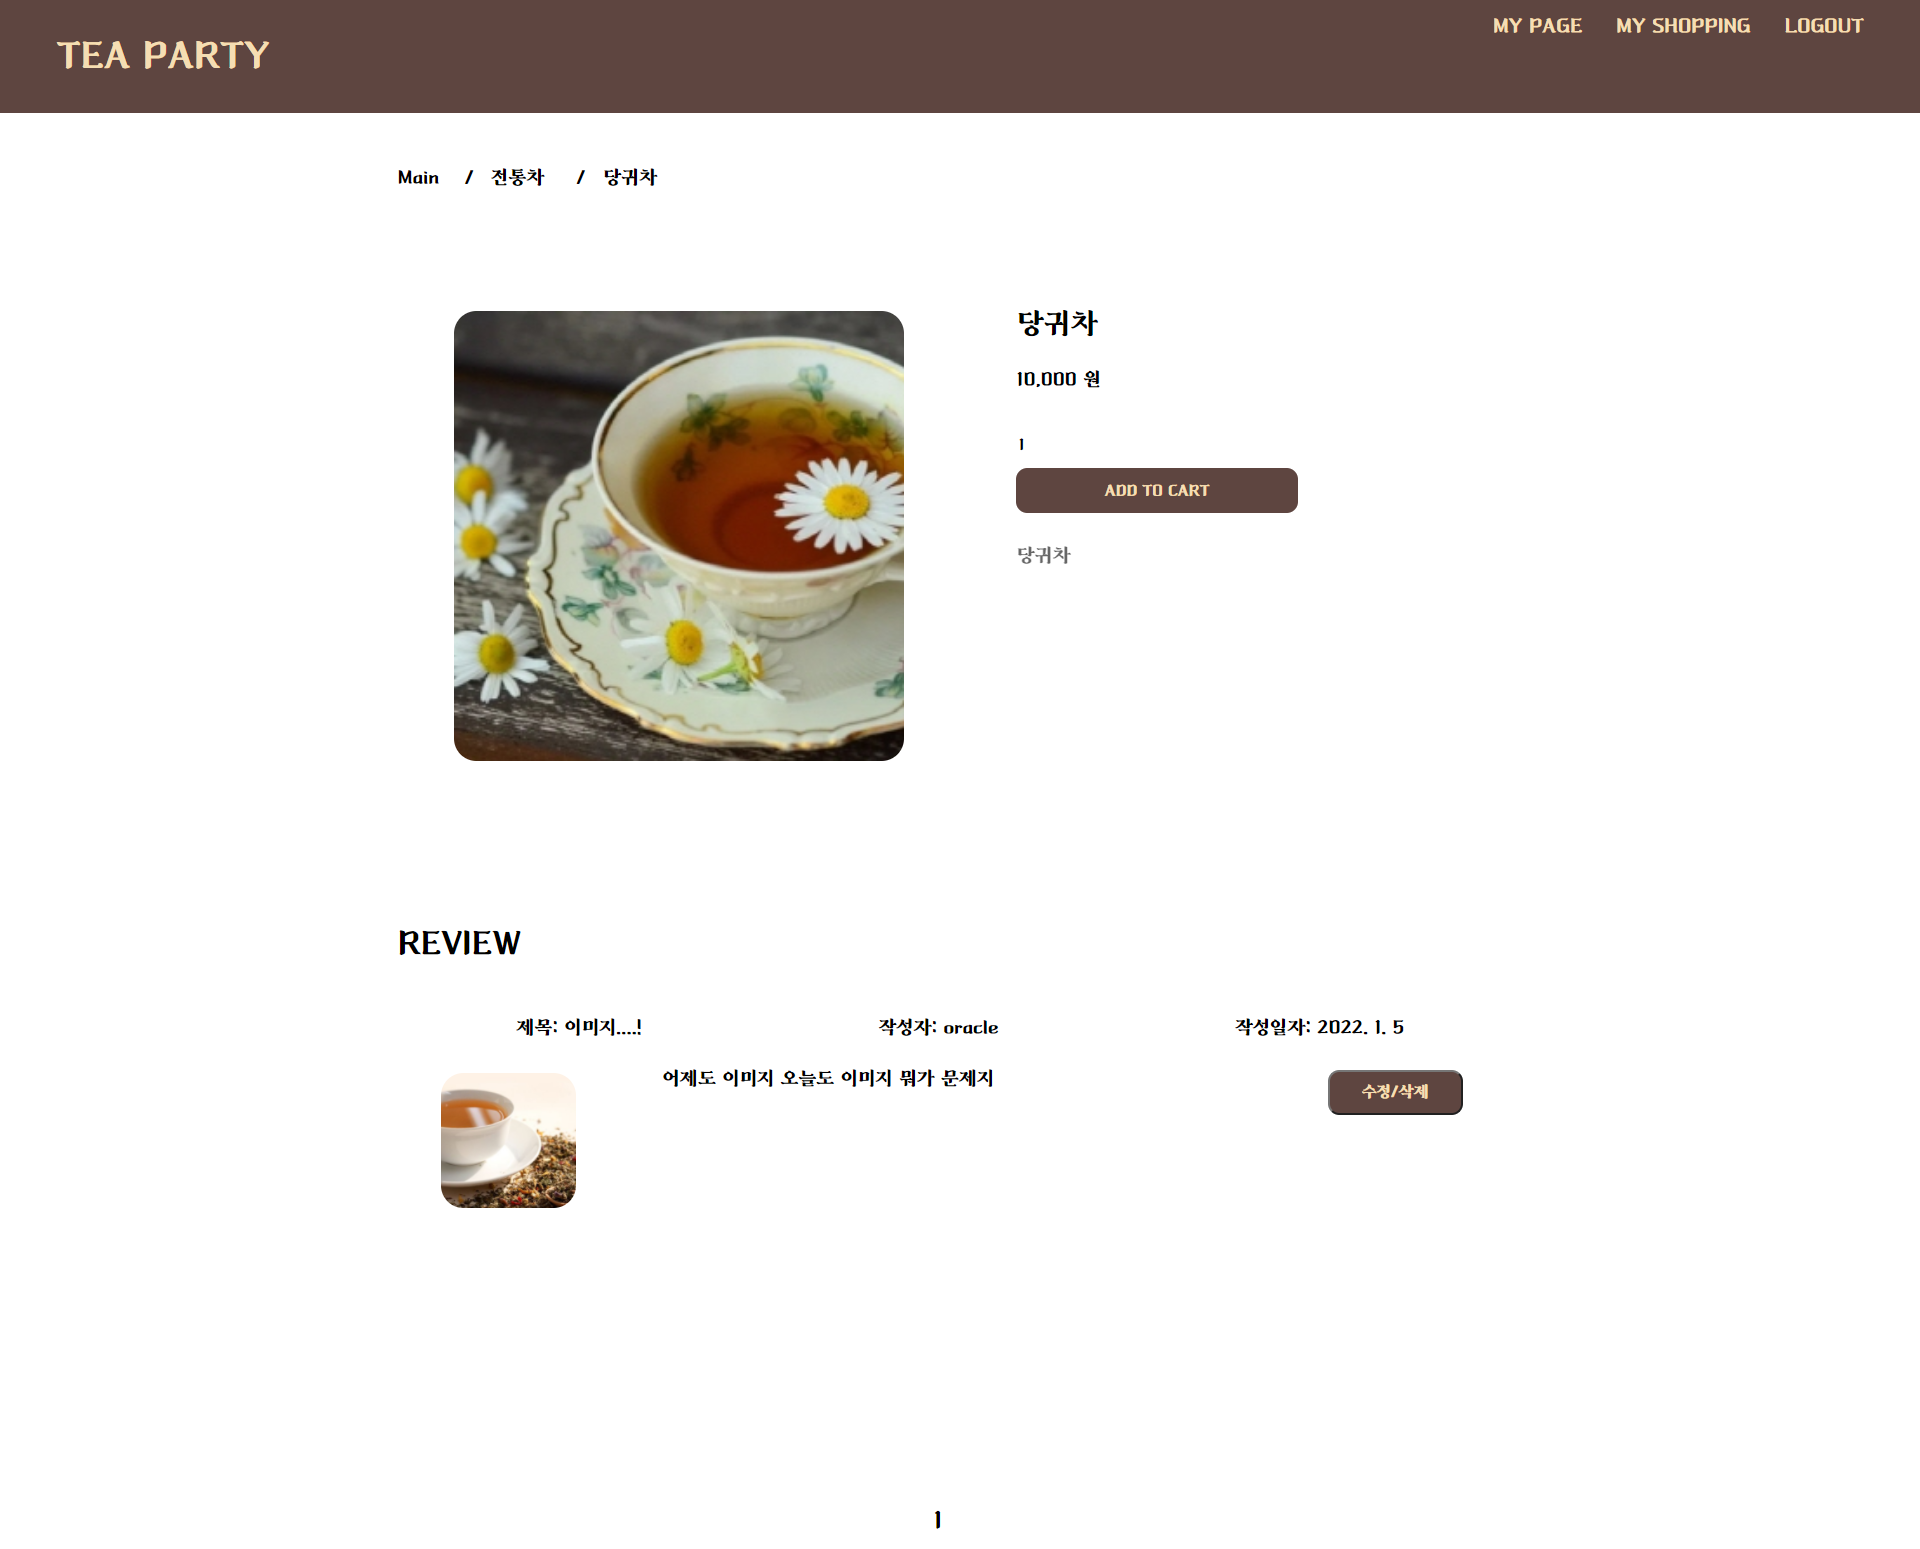 TEA PARTY
MY PAGE MY SHOPPING LOGOUT
Main / 전통차 / 당귀차
당귀차
10,000 원
1
ADD TO CART
당귀차
REVIEW
제목: 이미지....! 작성자: oracle 작성일자: 2022. 1. 5
어제도 이미지 오늘도 이미지 뭐가 문제지
수정/삭제
1